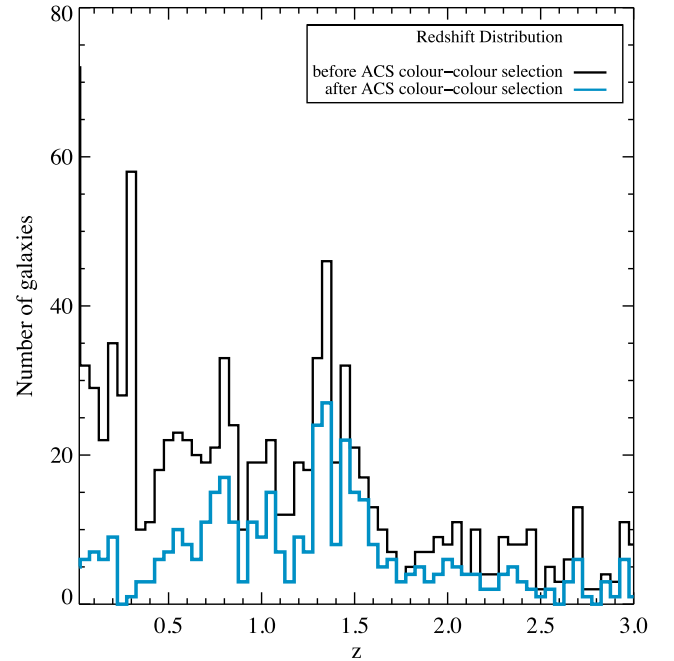 Redshift Distribution
before ACS colour−colour selection
after ACS colour−colour selection
80
60
40
20
0
Number of galaxies
0.5 1.0 1.5 2.0 2.5 3.0
z